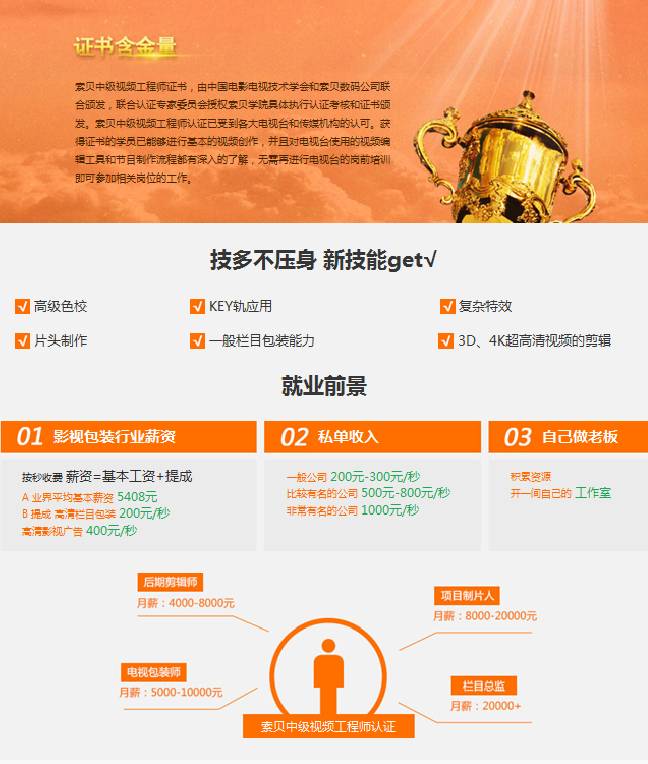 证书含金量
索贝中级视频工程师证书，由中国电影电视技术学会和索贝数码公司联
合颁发，联合认证专家委员会授权索贝学院具体执行认证考核和证书颁
发。索贝中级视频工程师认证已受到各大电视台和传媒机构的认可。获
得证书的学员已能够进行基本的视频创作，并且对电视台使用的视频编
辑工具和节目制作流程都有深入的了解，无需再进行电视台的岗前培训
即可参加相关岗位的工作。
技多不压身 新技能get√
高级色校
KEY轨应用
复杂特效
片头制作
一般栏目包装能力
3D、4K超高清视频的剪辑
就业前景
01 影视包装行业薪资
按秒收费 薪资=基本工资+提成
A 业界平均基本薪资 5408元
B 提成 高清栏目包装 200元/秒
高清影视广告 400元/秒
02 私单收入
一般公司 200元-300元/秒
比较有名的公司 500元-800元/秒
非常有名的公司 1000元/秒
03 自己做老板
积累资源
开一间自己的 工作室
后期剪辑师
月薪：4000-8000元
项目制片人
月薪：8000-20000元
电视包装师
月薪：5000-10000元
栏目总监
月薪：20000+
索贝中级视频工程师认证